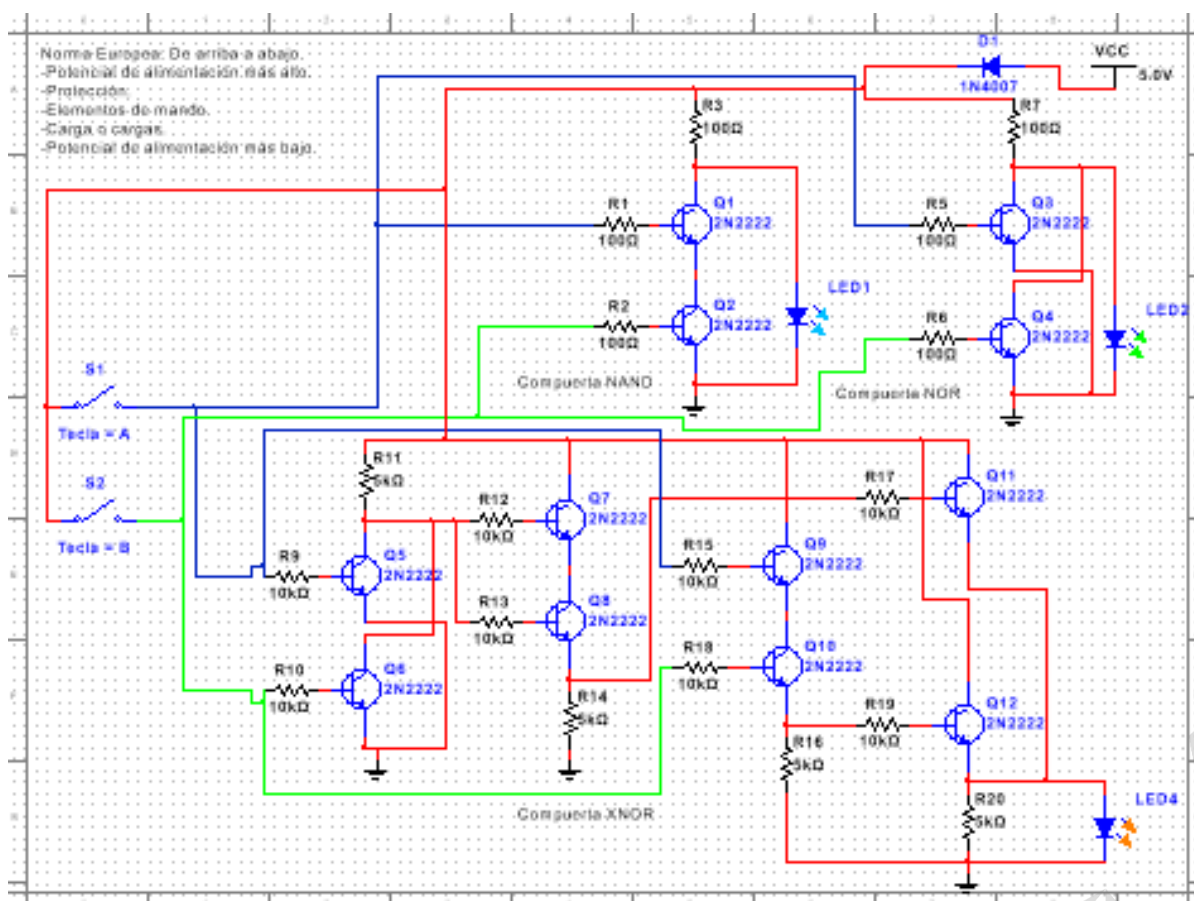 Norma Europea: De arriba a abajo.
-Potencial de alimentación más alto.
-Protección.
-Elementos de mando.
-Carga o cargas.
-Potencial de alimentación más bajo.
D1
1N4007
VCC
5.0V
R3
100Ω
R7
100Ω
R1
100Ω
Q1
2N2222
R5
100Ω
Q3
2N2222
R2
100Ω
Q2
2N2222
LED1
R6
100Ω
Q4
2N2222
LED2
Compuerta NAND
Compuerta NOR
S1
Tecla = A
S2
Tecla = B
R11
5kΩ
R12
10kΩ
Q7
2N2222
R17
10kΩ
Q11
2N2222
R9
10kΩ
Q5
2N2222
R15
10kΩ
Q9
2N2222
R13
10kΩ
Q8
2N2222
R10
10kΩ
Q6
2N2222
R18
10kΩ
Q10
2N2222
R14
5kΩ
R19
10kΩ
Q12
2N2222
R16
5kΩ
R20
5kΩ
LED4
Compuerta XNOR